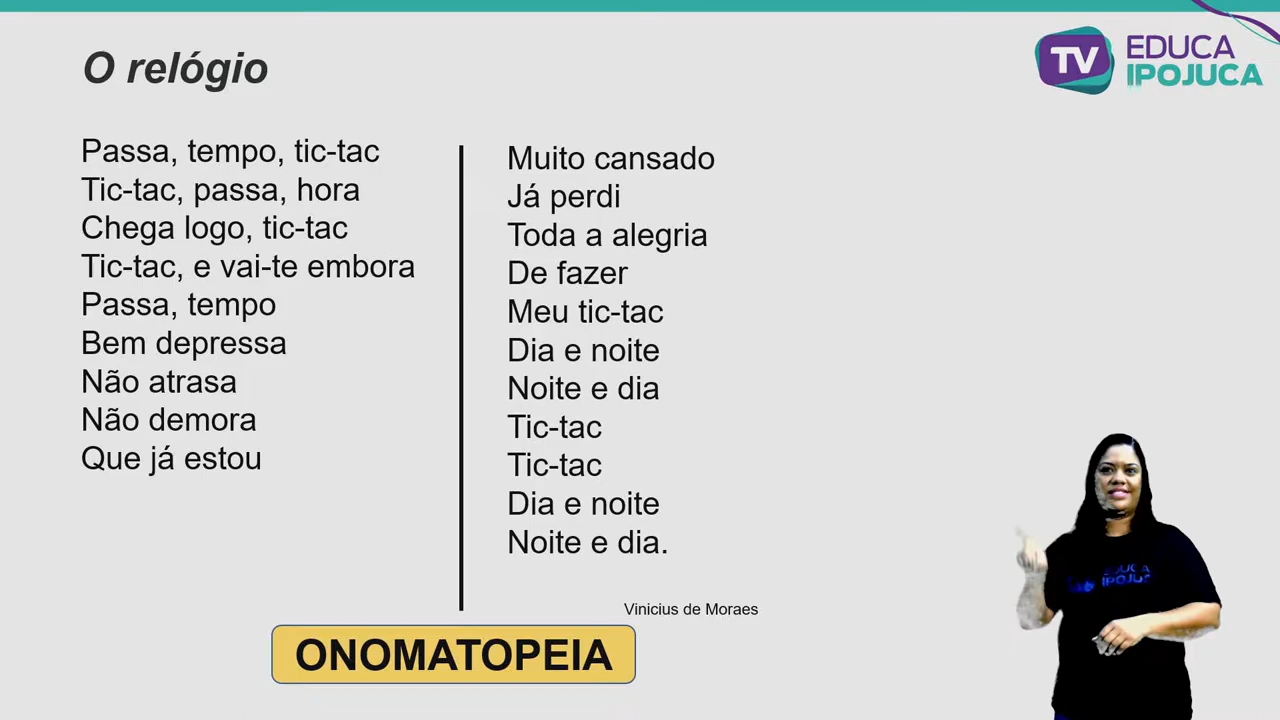 O relógio
TV EDUCA
IPOJUCA
Passa, tempo, tic-tac
Tic-tac, passa, hora
Chega logo, tic-tac
Tic-tac, e vai-te embora
Passa, tempo
Bem depressa
Não atrasa
Não demora
Que já estou
Muito cansado
Já perdi
Toda a alegria
De fazer
Meu tic-tac
Dia e noite
Noite e dia
Tic-tac
Tic-tac
Dia e noite
Noite e dia.
Vinicius de Moraes
ONOMATOPEIA
EDUCA
IPOJUC